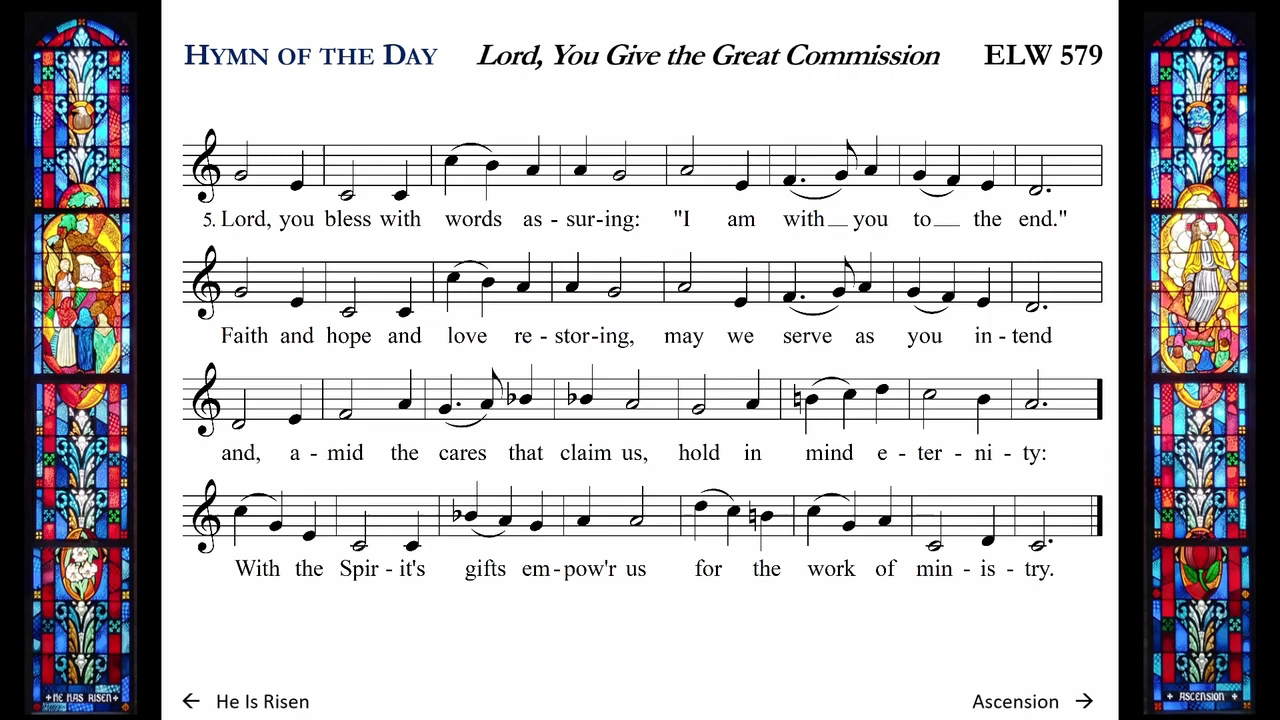 HYMN OF THE DAY Lord, You Give the Great Commission ELW 579
5. Lord, you bless with words as - sur-ing: "I am with you to the end."
Faith and hope and love re - stor-ing, may we serve as you in - tend
and, a - mid the cares that claim us, hold in mind e - ter - ni - ty:
With the Spir - it's gifts em - pow'r us for the work of min - is - try.
← He Is Risen Ascension →
HE HAS RISEN
ASCENSION